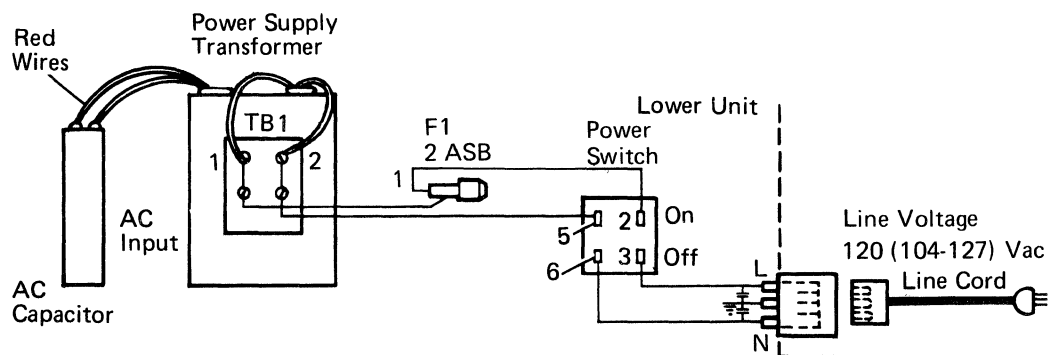 Power Supply
Transformer
Red
Wires
TB1
1
2
F1
2 ASB
1
Lower Unit
Power
Switch
5
2
On
6
3
Off
AC
Input
AC
Capacitor
L
N
Line Voltage
120 (104-127) Vac
Line Cord